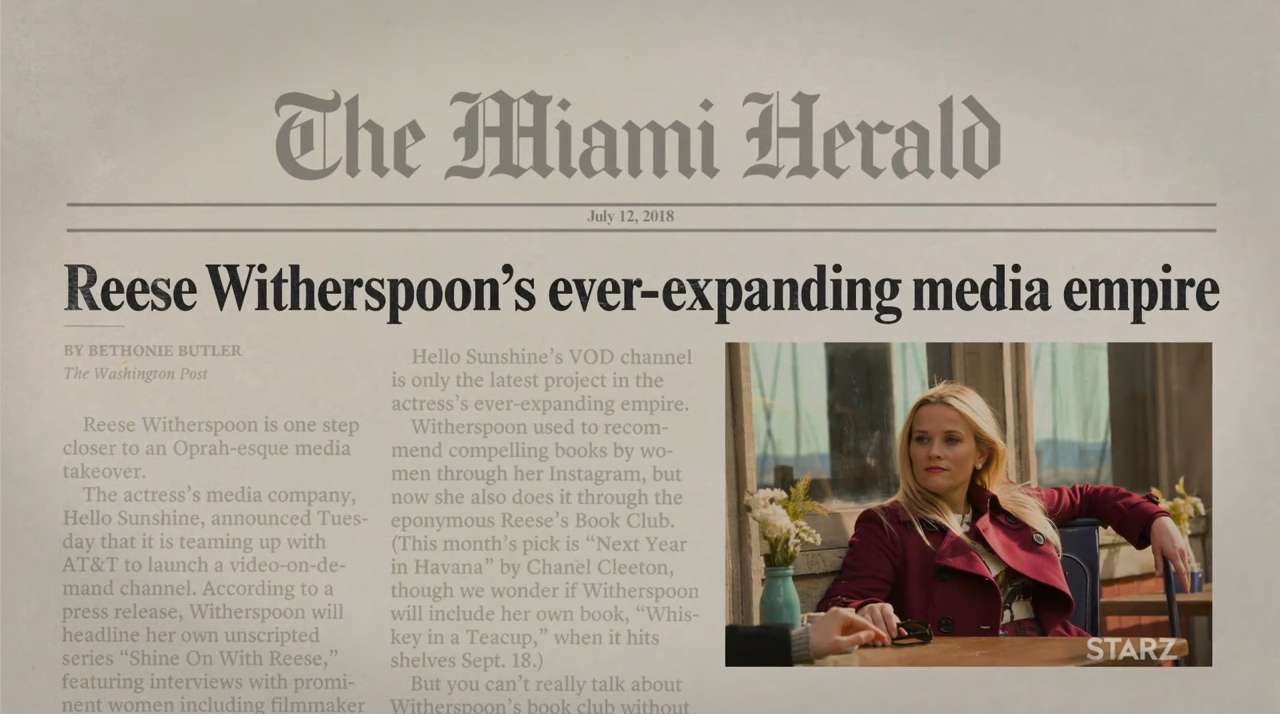 The Miami Herald
July 12, 2018
Reese Witherspoon’s ever-expanding media empire
BY BETHONIE BUTLER
The Washington Post
Reese Witherspoon is one step
closer to an Oprah-esque media
takeover.
The actress’s media company,
Hello Sunshine, announced Tues-
day that it is teaming up with
AT&T to launch a video-on-de-
mand channel. According to a
press release, Witherspoon will
headline her own unscripted
series “Shine On With Reese,”
featuring interviews with promi-
nent women including filmmaker
Hello Sunshine’s VOD channel
is only the latest project in the
actress’s ever-expanding empire.
Witherspoon used to recom-
mend compelling books by wo-
men through her Instagram, but
now she also does it through the
eponymous Reese’s Book Club.
(This month’s pick is “Next Year
in Havana” by Chanel Cleeton,
though we wonder if Witherspoon
will include her own book, “Whis-
key in a Teacup,” when it hits
shelves Sept. 18.)
But you can’t really talk about
Witherspoon’s book club without
STARZ